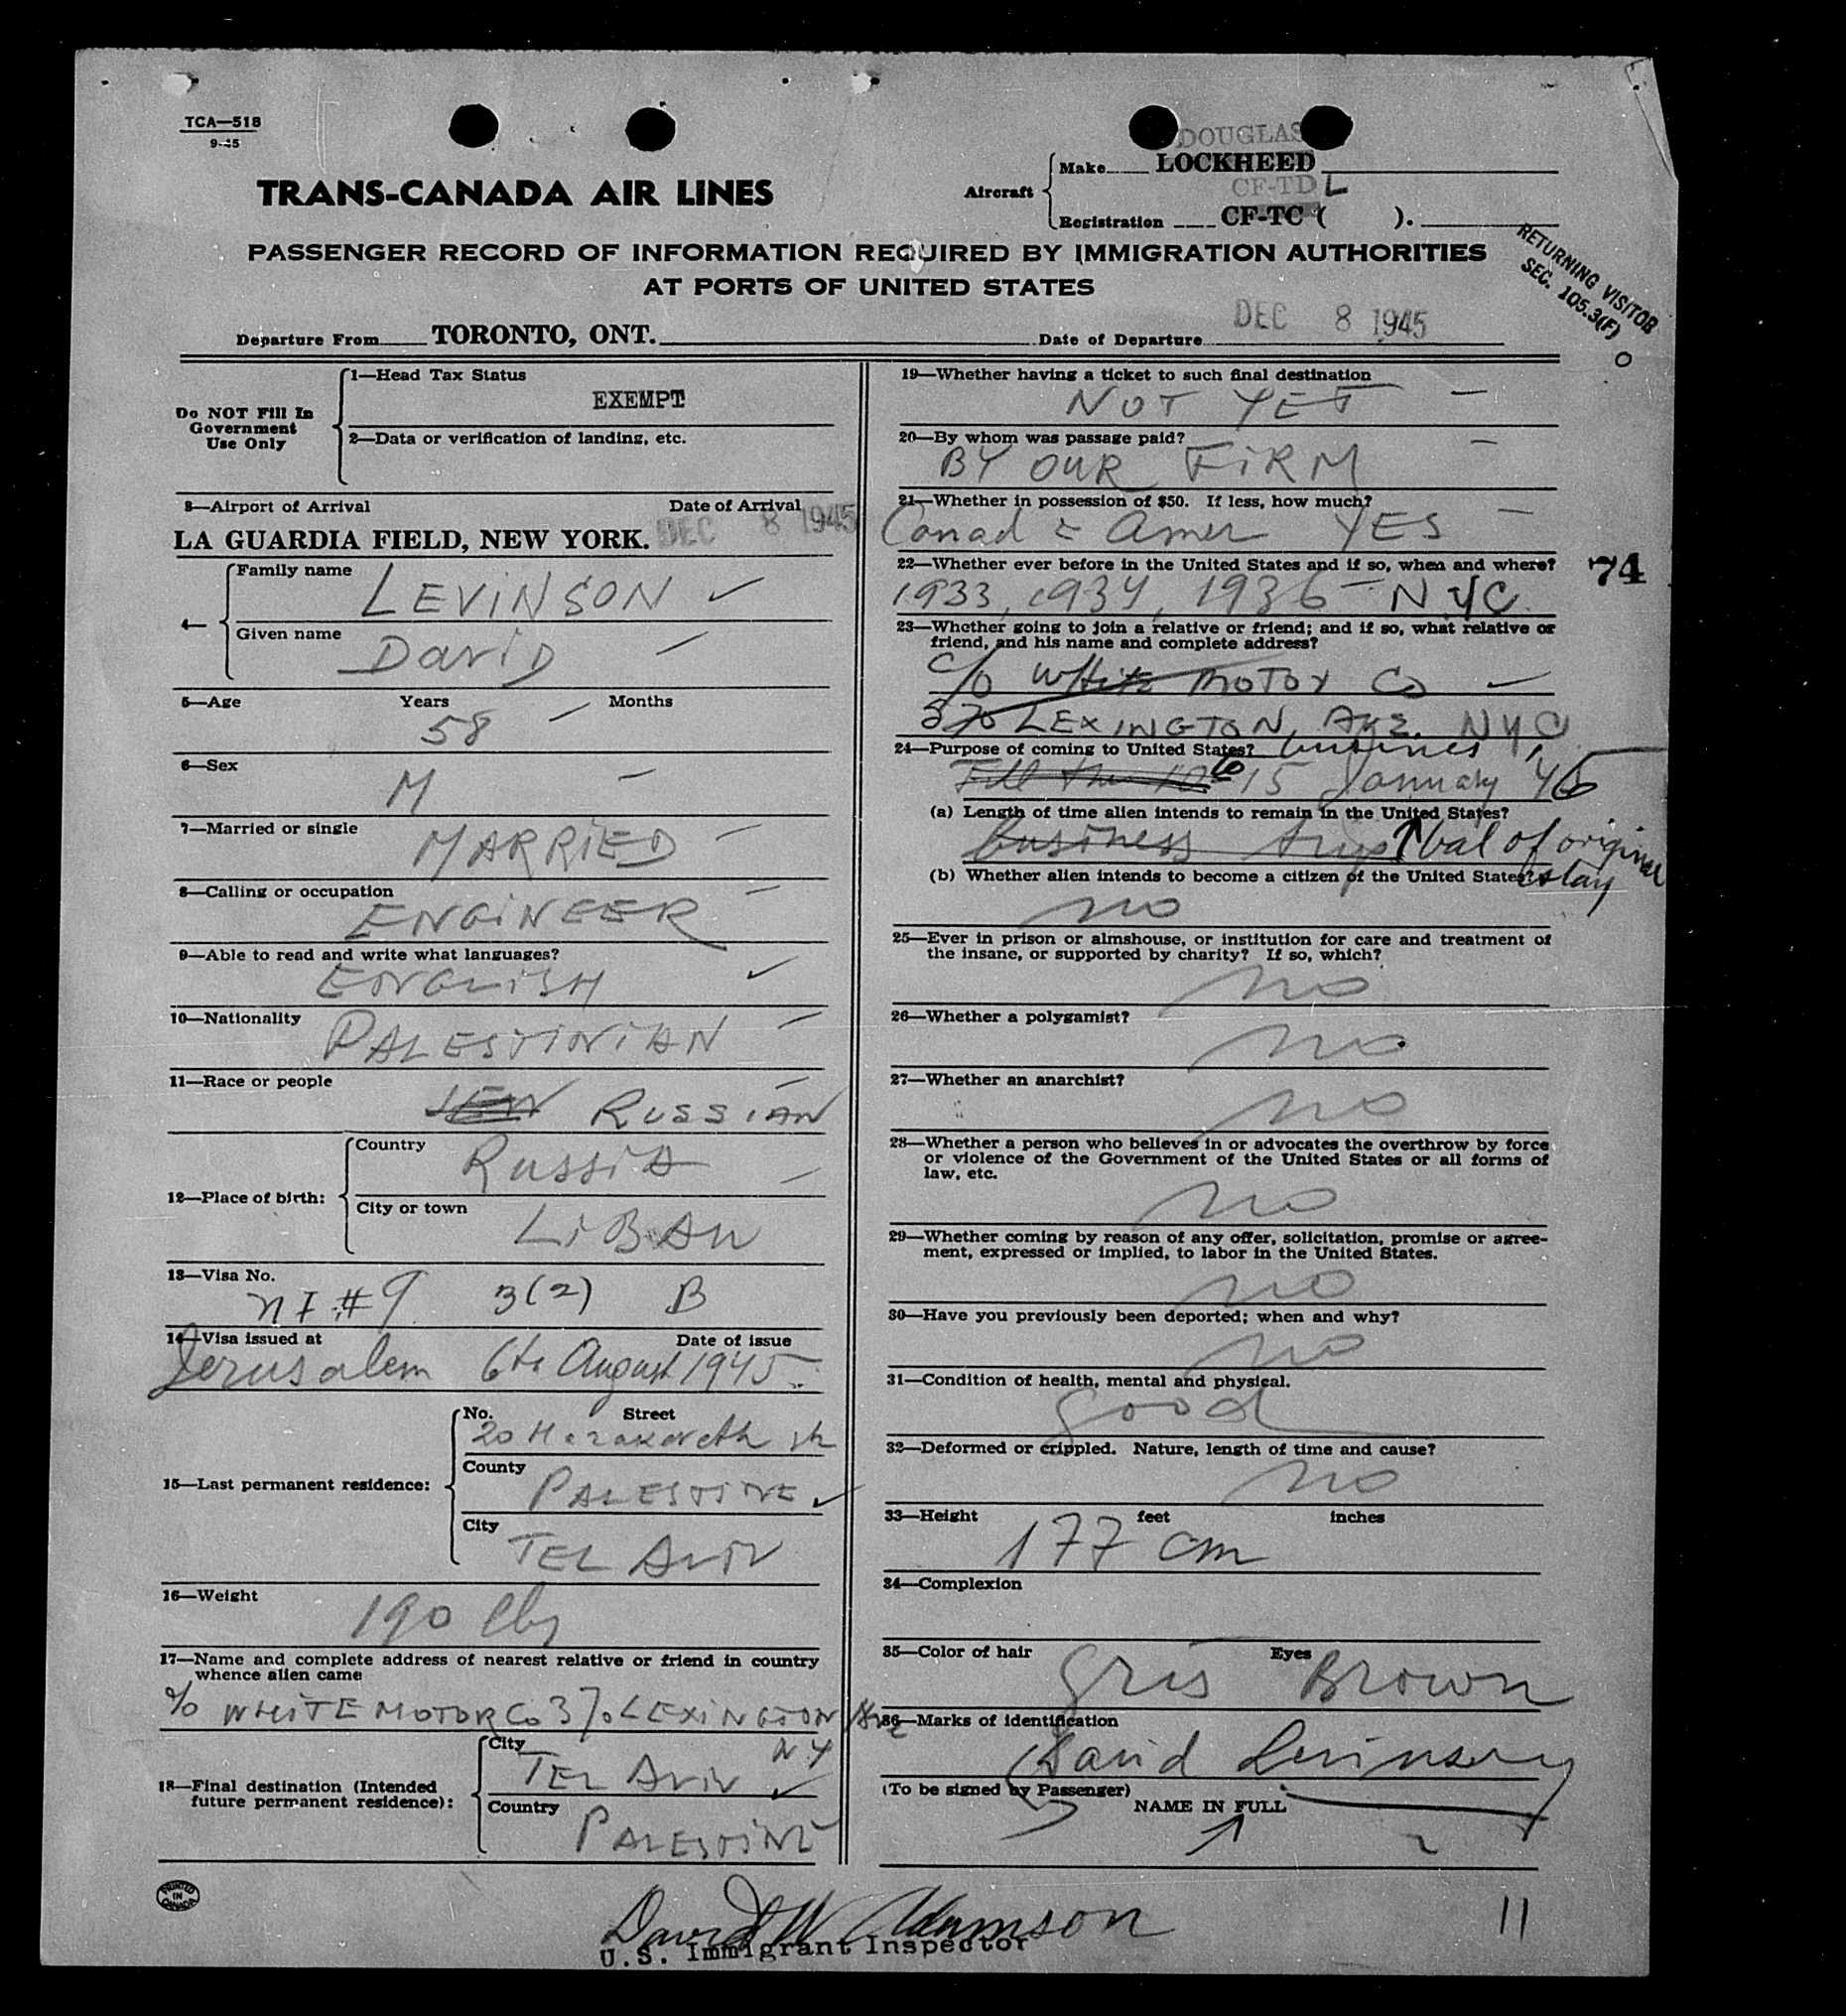 TCA—518
9-45
DOUGLAS
Aircraft
Make LOCKHEED
CF-TD L
Registration CF-TC ( ).
TRANS-CANADA AIR LINES
PASSENGER RECORD OF INFORMATION REQUIRED BY IMMIGRATION AUTHORITIES
AT PORTS OF UNITED STATES
RETURNING VISITOR
SEC. 105.3(F)
O
Departure From TORONTO, ONT. Date of Departure DEC 8 1945
Do NOT Fill In
Government
Use Only
1—Head Tax Status
EXEMPT
2—Data or verification of landing, etc.
3—Airport of Arrival Date of Arrival
LA GUARDIA FIELD, NEW YORK. DEC 8 1945
4—
Family name LEVINSON ✓
Given name DAVID
5—Age Years Months
58
6—Sex
M
7—Married or single
MARRIED
8—Calling or occupation
ENGINEER
9—Able to read and write what languages?
ENGLISH ✓
10—Nationality
PALESTINIAN
11—Race or people
JEW RUSSIAN
12—Place of birth:
Country
RUSSIA
City or town
LIBAU
13—Visa No.
NI #9 3(2) B
14—Visa issued at Date of issue
Jerusalem 6th August 1945
15—Last permanent residence:
No. Street
20
County
PALESTINE ✓
City
TEL AVIV
16—Weight
190 lbs
17—Name and complete address of nearest relative or friend in country
whence alien came
c/o WHITE MOTOR Co 370 LEXINGTON Ave
N.Y
18—Final destination (Intended
future permanent residence):
City
TEL AVIV ✓
Country
PALESTINE
PRINTED
IN
CANADA
19—Whether having a ticket to such final destination
NOT YET
20—By whom was passage paid?
BY OUR FIRM
21—Whether in possession of $50. If less, how much?
Canad & Amer YES
22—Whether ever before in the United States and if so, when and where?
74
1933, 1934, 1936 - NYC.
23—Whether going to join a relative or friend; and if so, what relative or
friend, and his name and complete address?
c/o White MOTOR Co
370 LEXINGTON, AVE. NYC
24—Purpose of coming to United States? business
Till the 10 to 15 January 46
(a) Length of time alien intends to remain in the United States?
business trip bal of original
stay
(b) Whether alien intends to become a citizen of the United States?
no
25—Ever in prison or almshouse, or institution for care and treatment of
the insane, or supported by charity? If so, which?
no
26—Whether a polygamist?
no
27—Whether an anarchist?
no
28—Whether a person who believes in or advocates the overthrow by force
or violence of the Government of the United States or all forms of
law, etc.
no
29—Whether coming by reason of any offer, solicitation, promise or agree-
ment, expressed or implied, to labor in the United States.
no
30—Have you previously been deported; when and why?
no
31—Condition of health, mental and physical.
good
32—Deformed or crippled. Nature, length of time and cause?
no
33—Height feet inches
177 cm
34—Complexion
35—Color of hair Eyes
gris Brown
36—Marks of identification
David Levinson
(To be signed by Passenger)
NAME IN FULL
David W Adamson
U.S. Immigrant Inspector
11